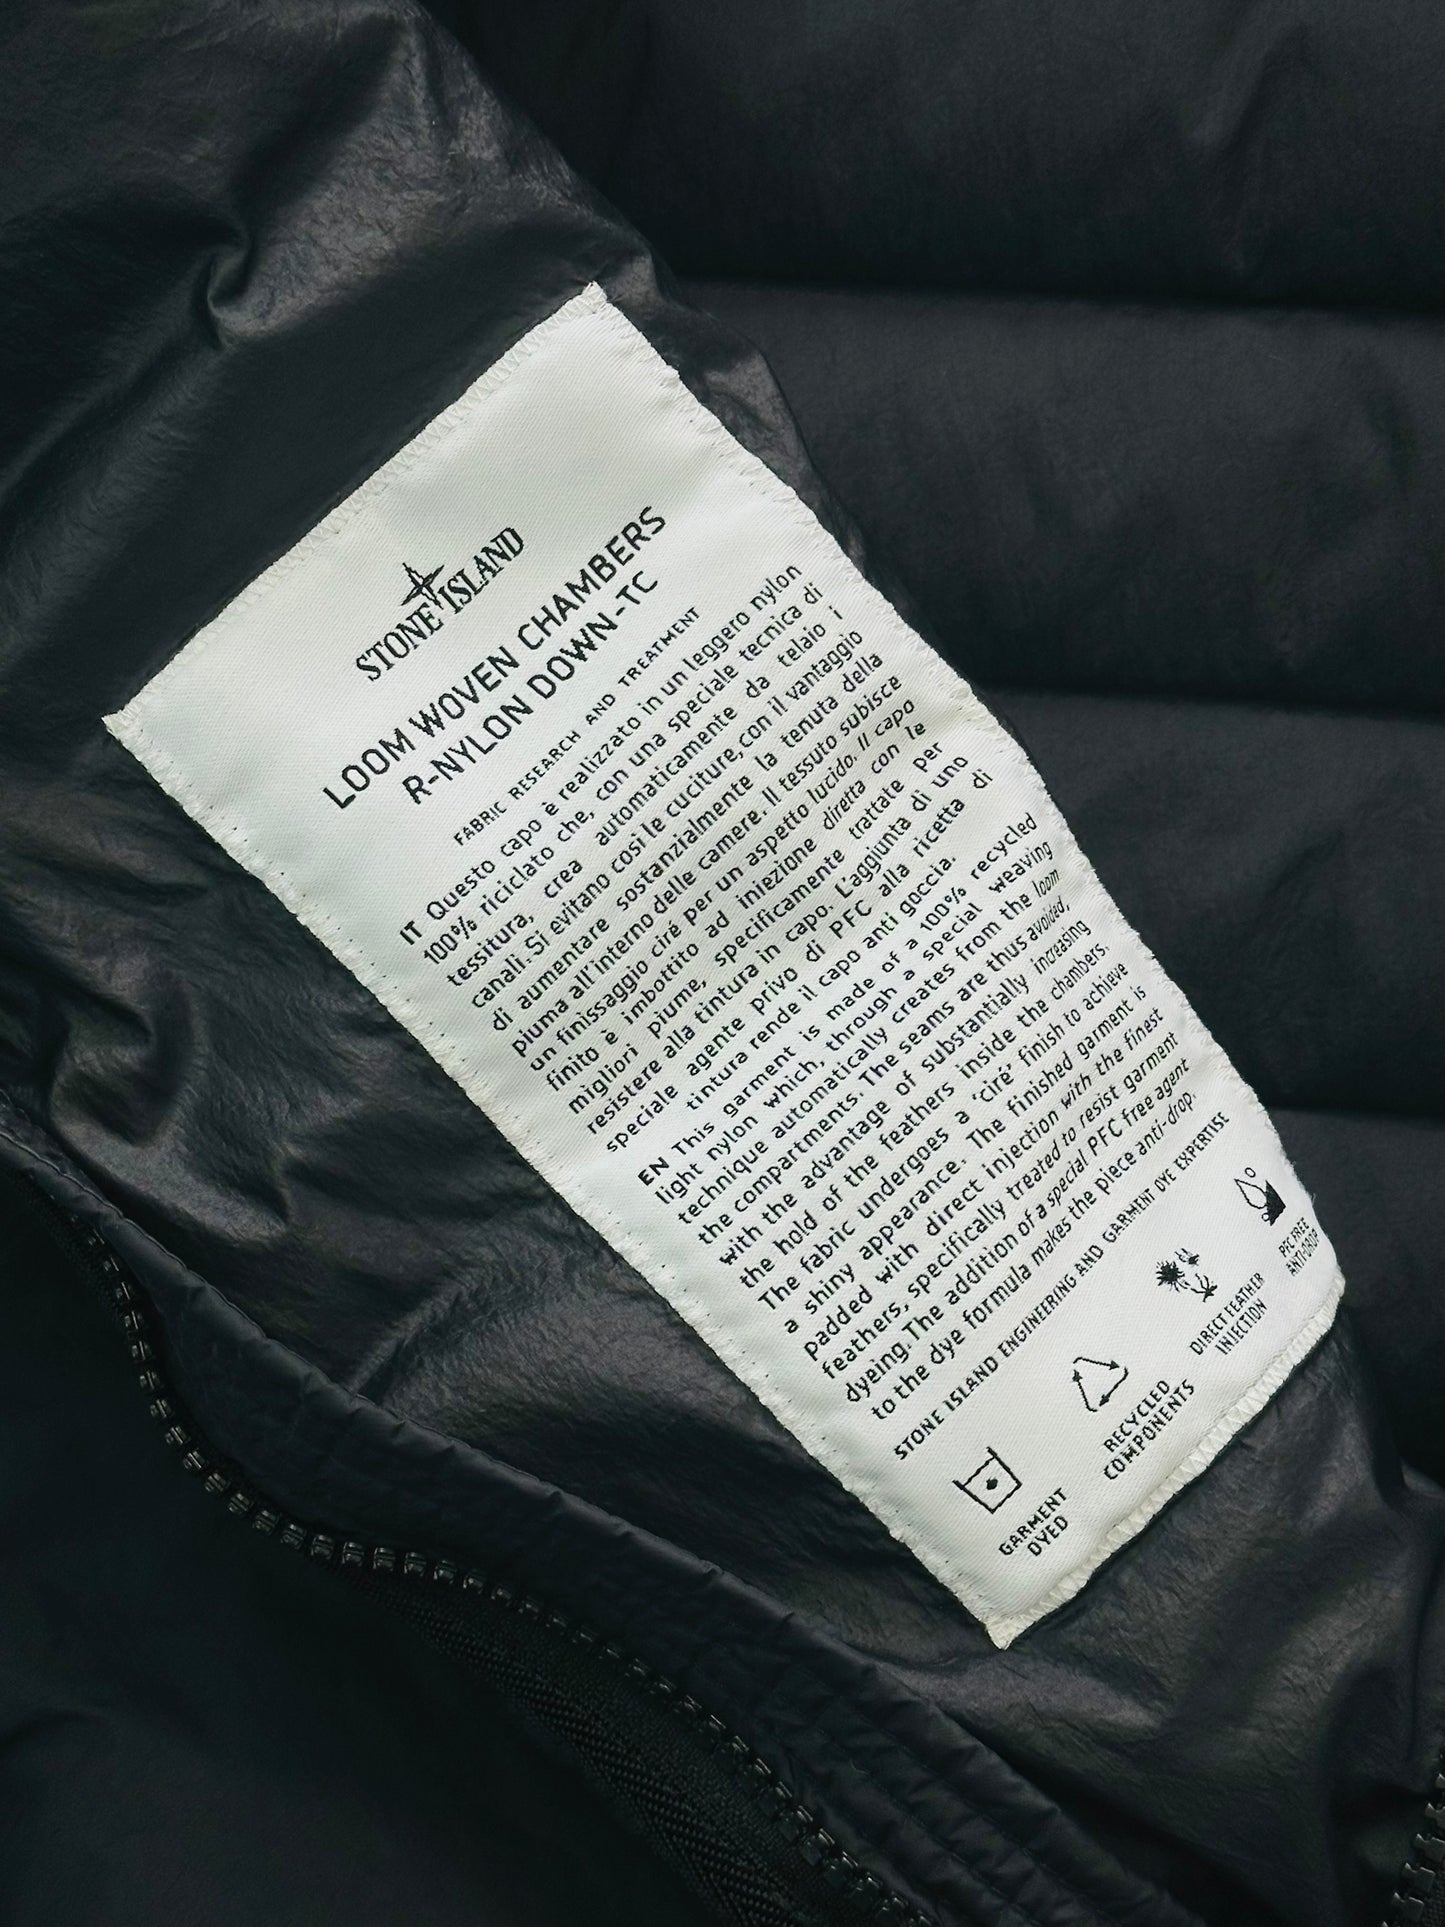 STONE ISLAND
LOOM WOVEN CHAMBERS
R-NYLON DOWN-TC
FABRIC RESEARCH AND TREATMENT
IT Questo capo è realizzato in un leggero nylon
100% riciclato che, con una speciale tecnica di
tessitura, crea automaticamente da telaio i
canali. Si evitano così le cuciture, con il vantaggio
di aumentare sostanzialmente la tenuta della
piuma all'interno delle camere. Il tessuto subisce
un finissaggio ciré per un aspetto lucido. Il capo
finito è imbottito ad iniezione diretta con le
migliori piume, specificamente trattate per
resistere alla tintura in capo. L'aggiunta di uno
speciale agente privo di PFC alla ricetta di
tintura rende il capo anti goccia.
EN This garment is made of a 100% recycled
light nylon which, through a special weaving
technique automatically creates from the loom
the compartments. The seams are thus avoided,
with the advantage of substantially increasing
the hold of the feathers inside the chambers.
The fabric undergoes a 'ciré' finish to achieve
a shiny appearance. The finished garment is
padded with direct injection with the finest
feathers, specifically treated to resist garment
dyeing. The addition of a special PFC free agent
to the dye formula makes the piece anti-drop.
STONE ISLAND ENGINEERING AND GARMENT DYE EXPERTISE
GARMENT
DYED
RECYCLED
COMPONENTS
DIRECT FEATHER
INJECTION
PFC FREE
ANTI-DROP